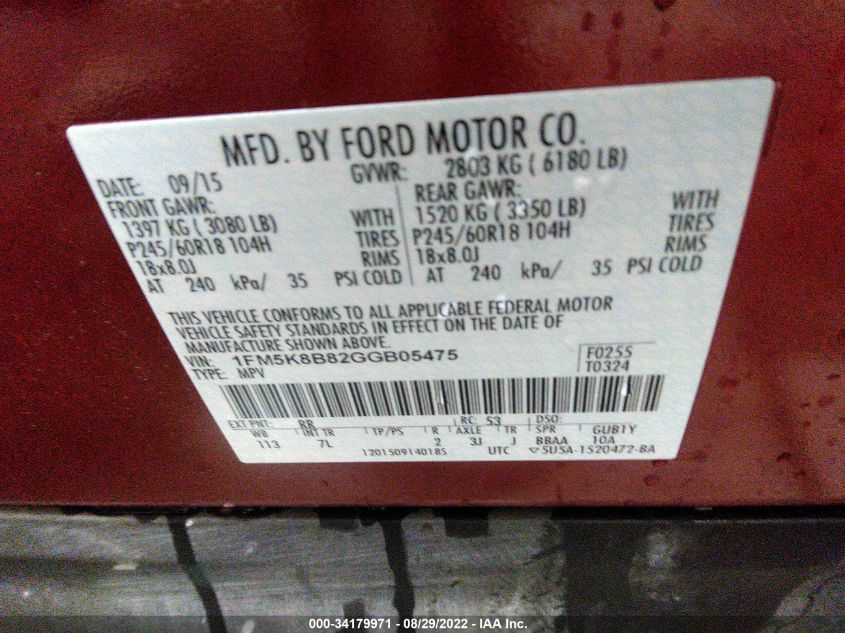 MFD. BY FORD MOTOR CO.
DATE: 09/15 GVWR: 2803 KG ( 6180 LB)
FRONT GAWR: REAR GAWR:
1397 KG ( 3080 LB) WITH 1520 KG ( 3350 LB) WITH
P245/60R18 104H TIRES P245/60R18 104H TIRES
18x8.0J RIMS 18x8.0J RIMS
AT 240 kPa/ 35 PSI COLD AT 240 kPa/ 35 PSI COLD
THIS VEHICLE CONFORMS TO ALL APPLICABLE FEDERAL MOTOR
VEHICLE SAFETY STANDARDS IN EFFECT ON THE DATE OF
MANUFACTURE SHOWN ABOVE.
VIN: 1FM5K8B82GGB05475 F0255
TYPE: MPV T0324
EXT PNT: RR RC: 53 DSO:
WB INT TR TP/PS R AXLE TR SPR GUB1Y
113 7L 2 3J J BBAA 10A
12015091401​85 UTC ▽5U5A-1520472-BA
000-34179971 - 08/29/2022 - IAA Inc.